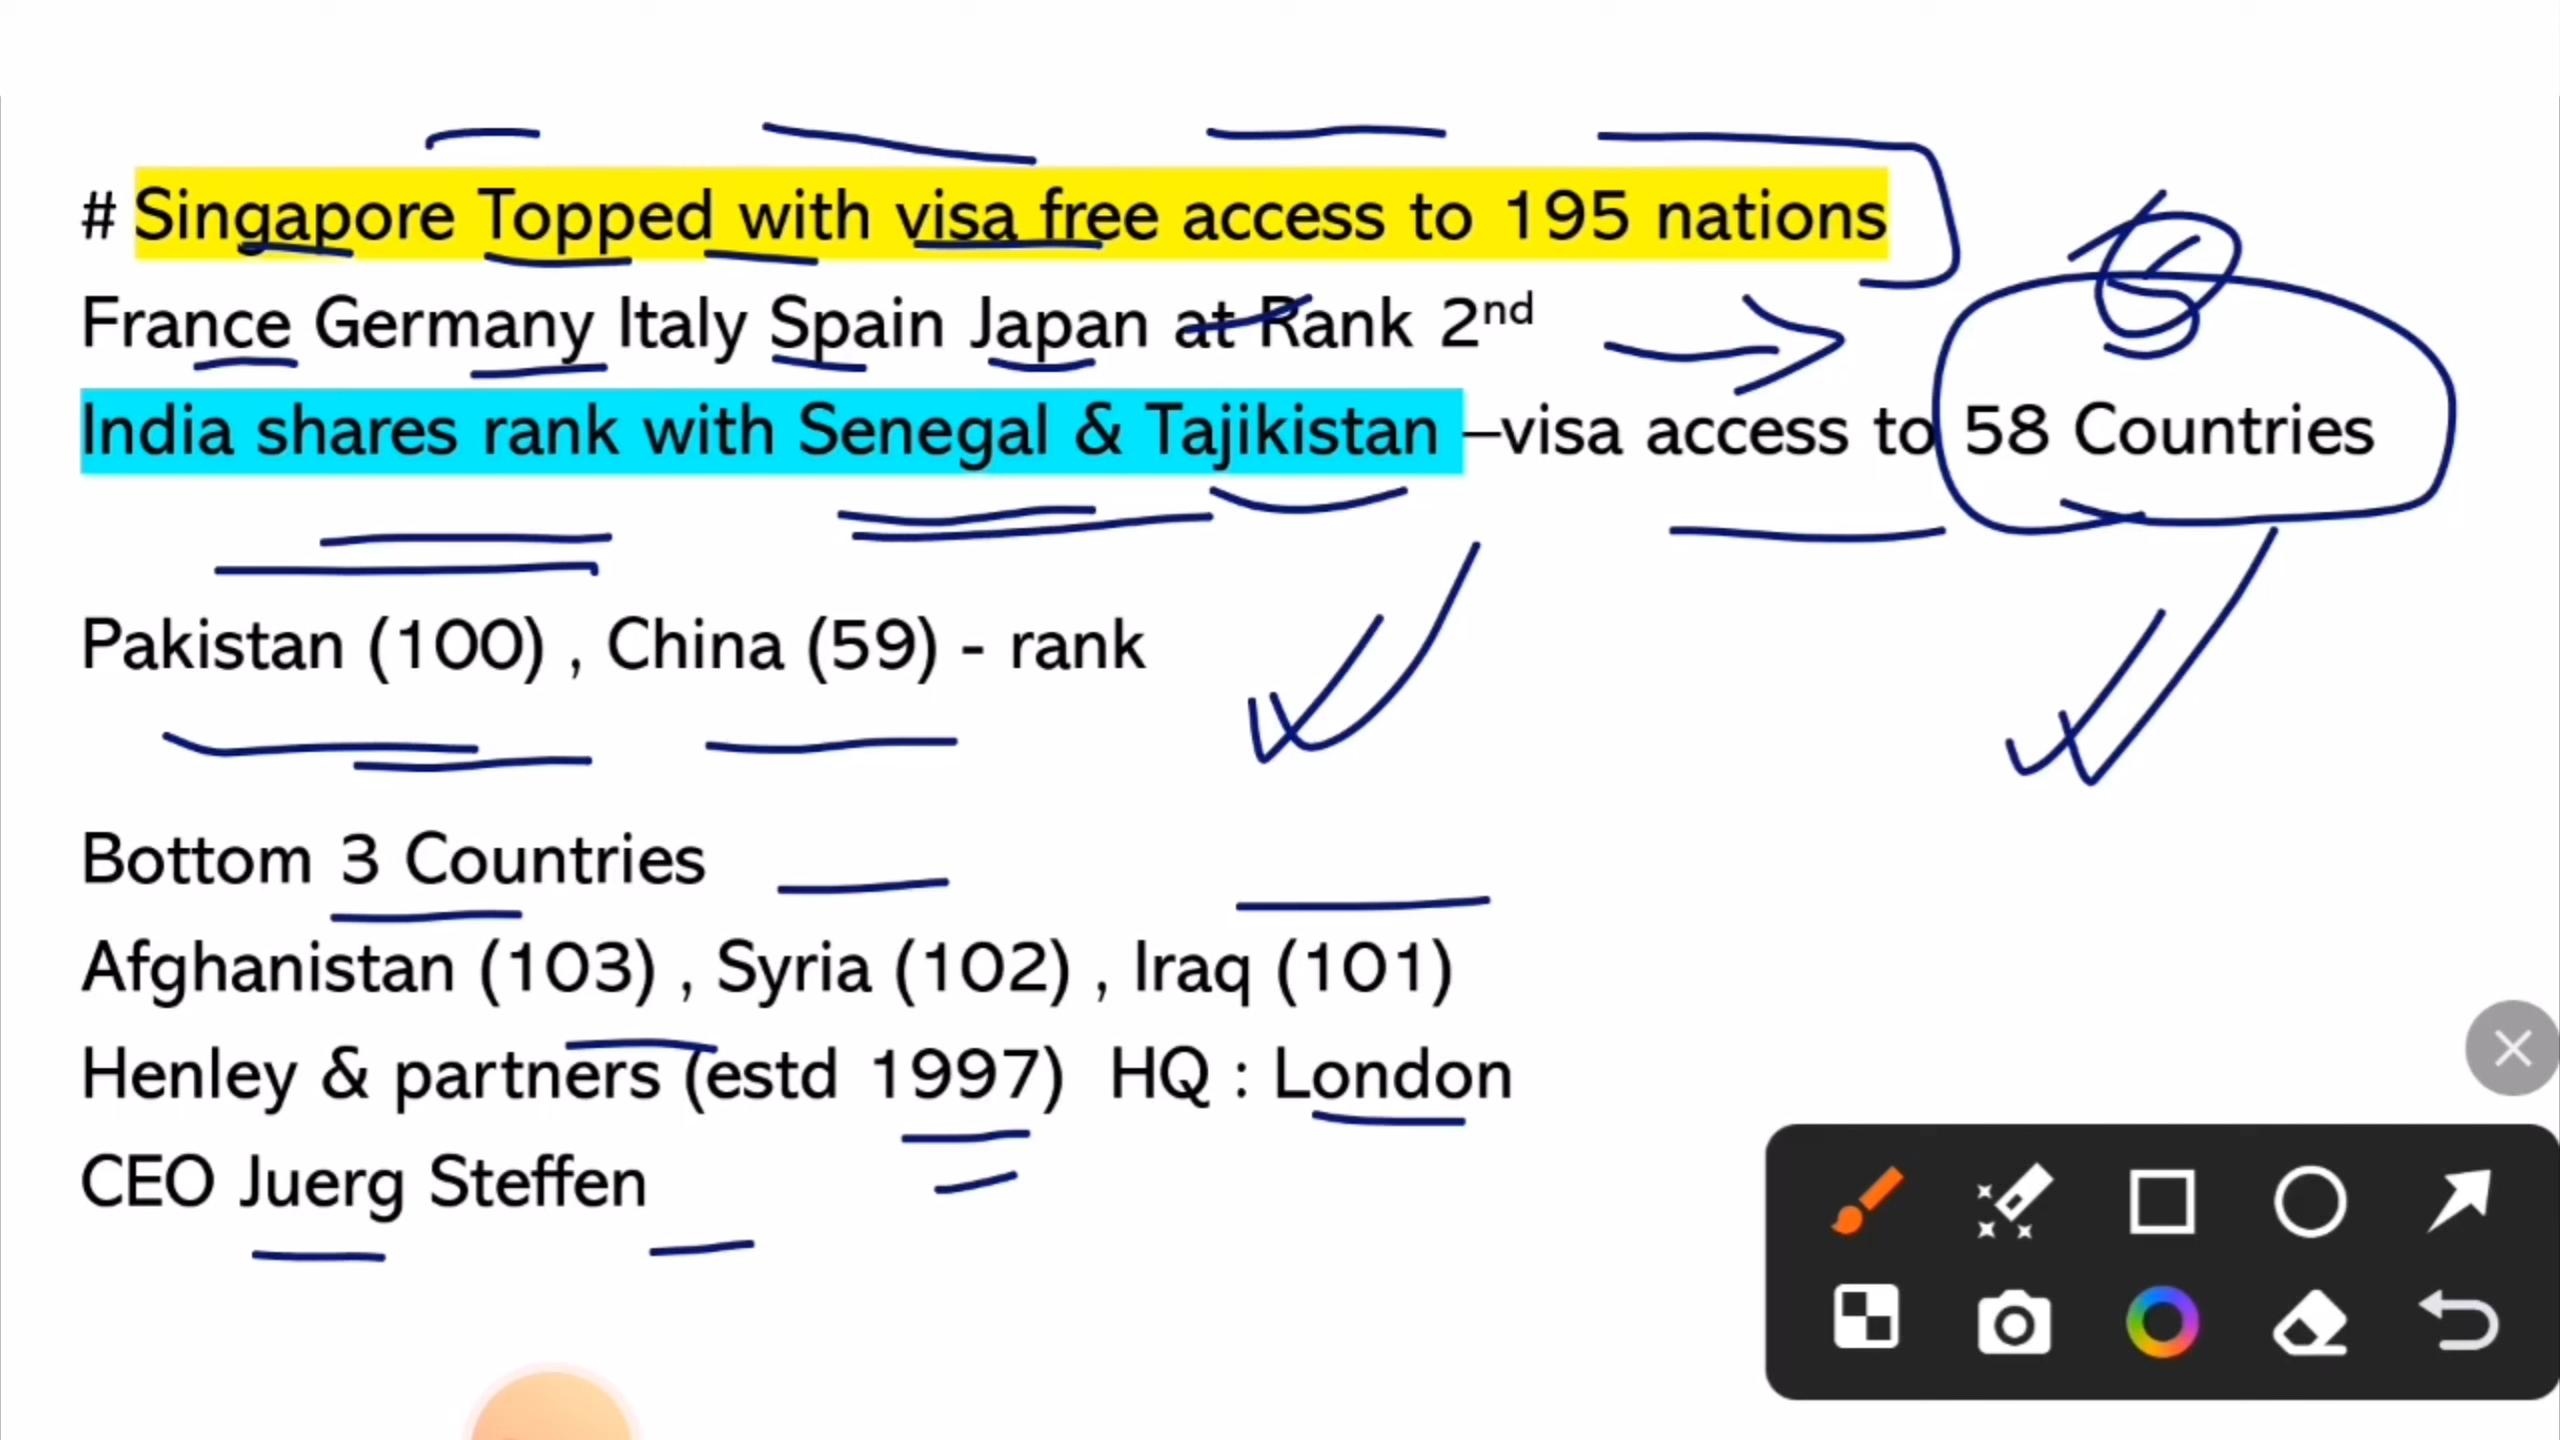 # Singapore Topped with visa free access to 195 nations
France Germany Italy Spain Japan at Rank 2nd
India shares rank with Senegal & Tajikistan –visa access to 58 Countries
Pakistan (100) , China (59) - rank
Bottom 3 Countries
Afghanistan (103) , Syria (102) , Iraq (101)
Henley & partners (estd 1997) HQ : London
CEO Juerg Steffen